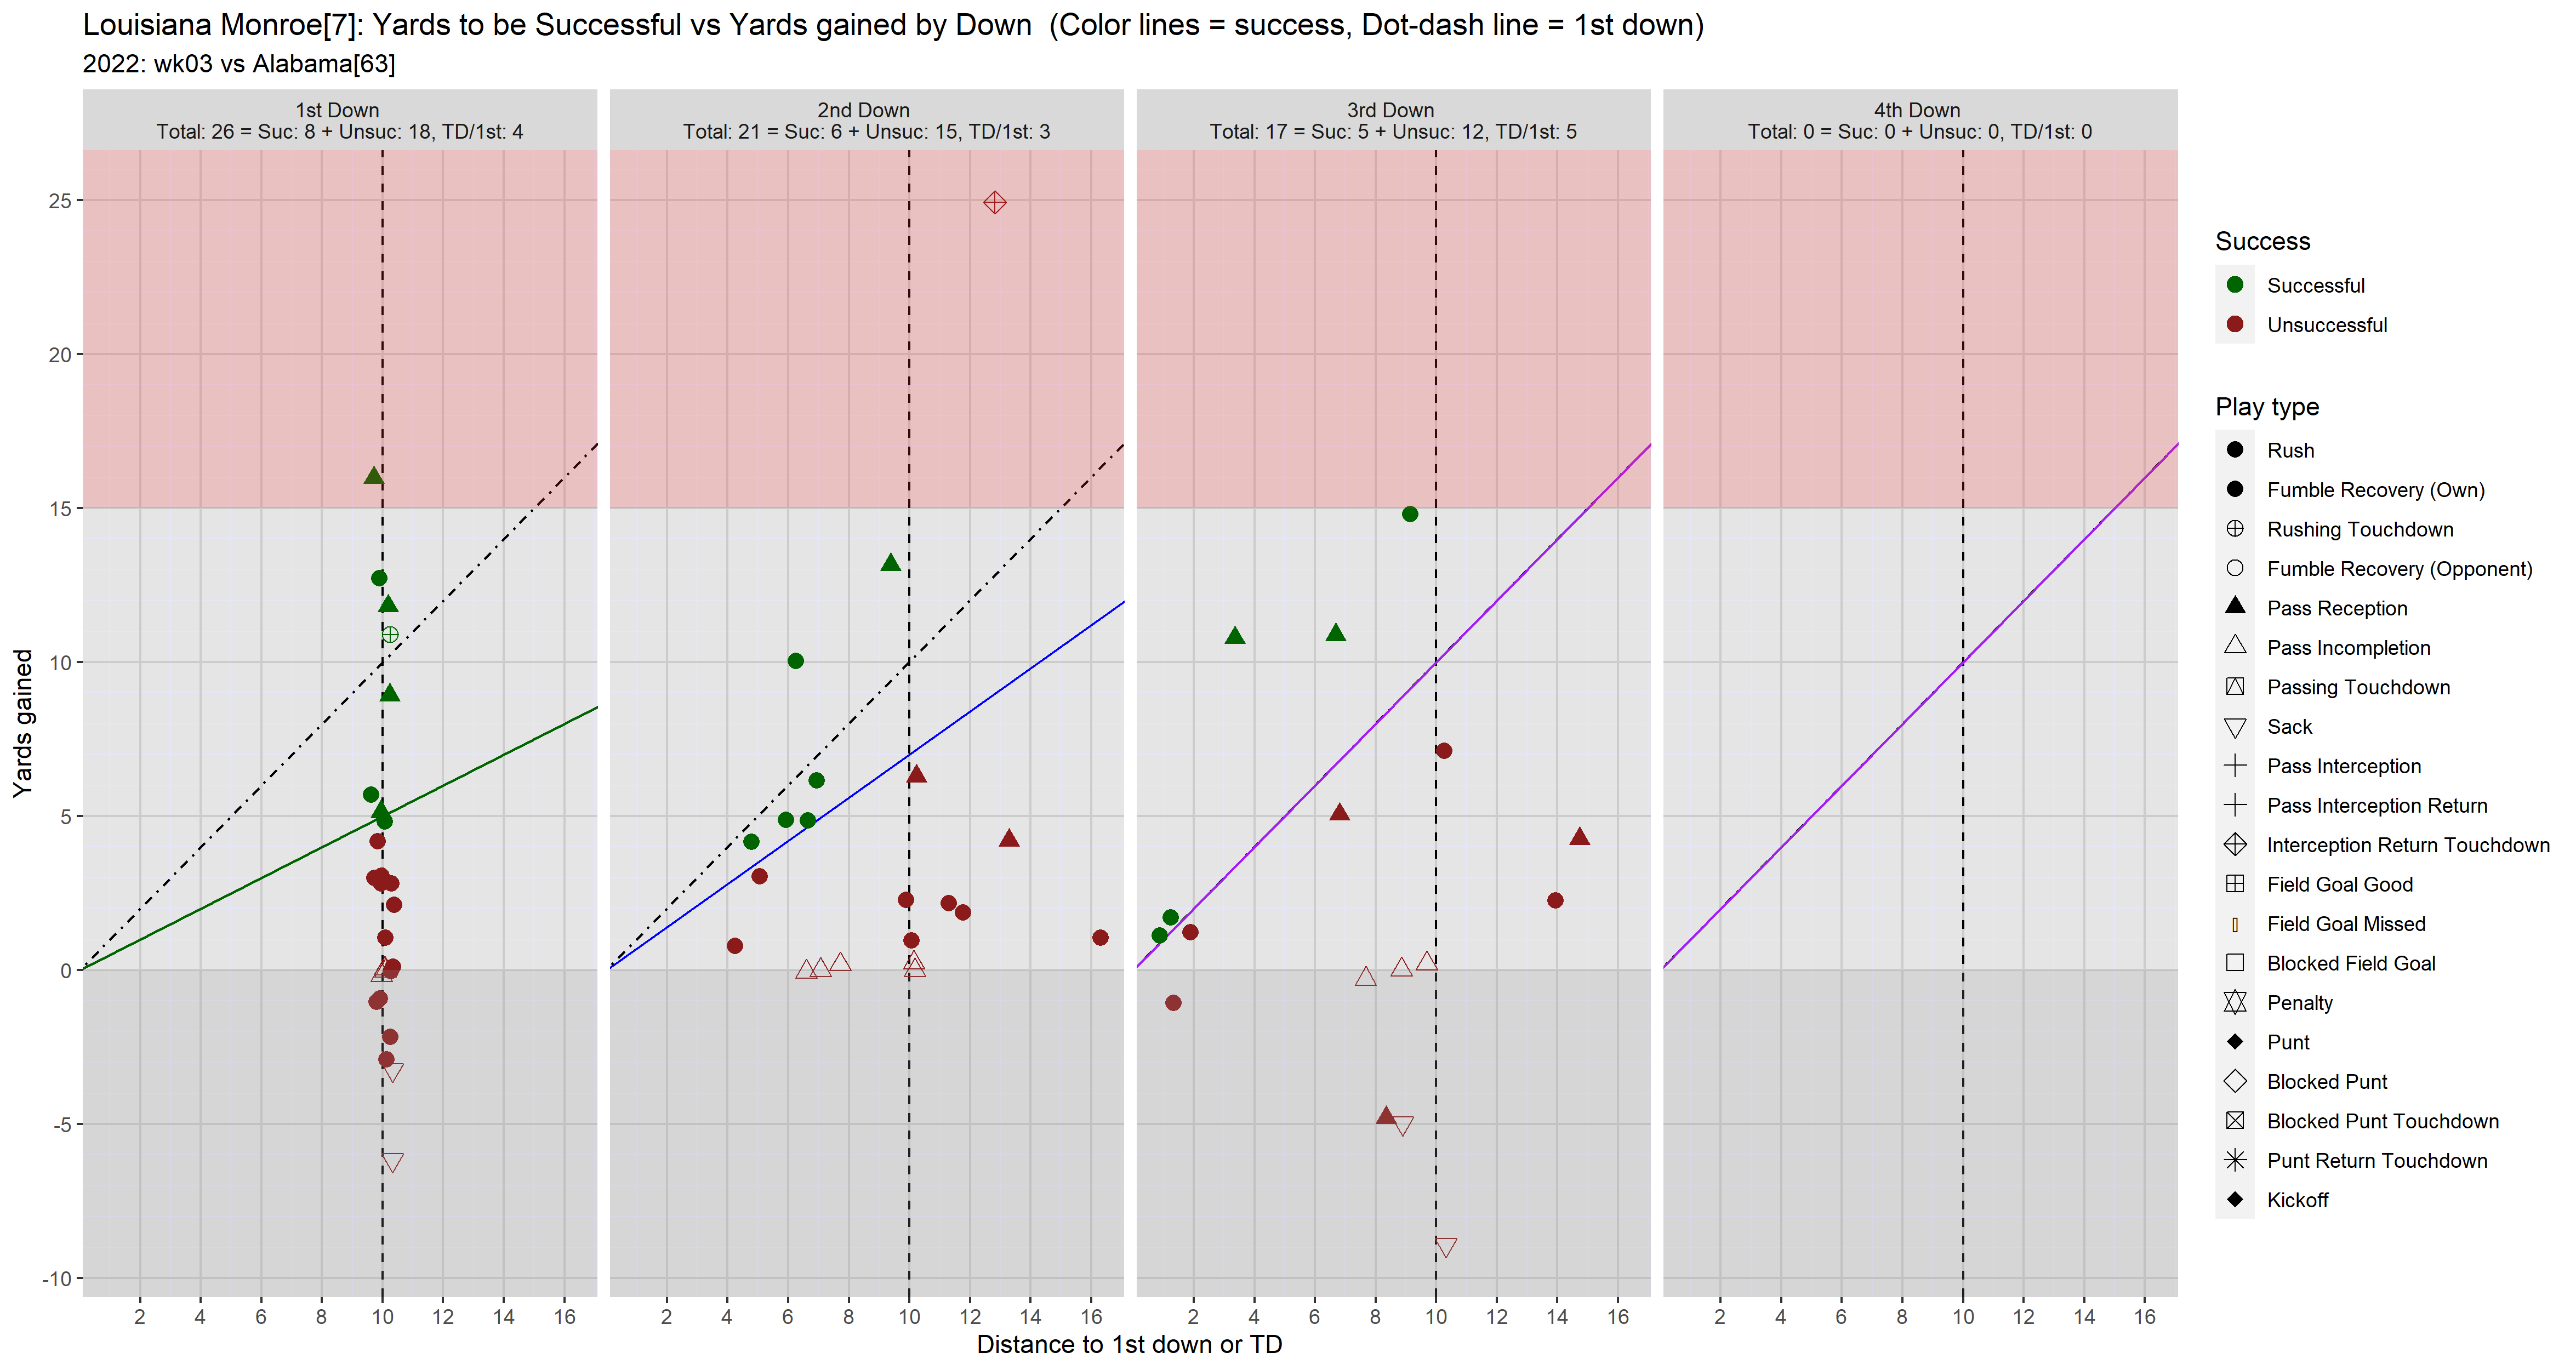 Louisiana Monroe[7]: Yards to be Successful vs Yards gained by Down  (Color lines = success, Dot-dash line = 1st down)
2022: wk03 vs Alabama[63]
1st Down
Total: 26 = Suc: 8 + Unsuc: 18, TD/1st: 4
2nd Down
Total: 21 = Suc: 6 + Unsuc: 15, TD/1st: 3
3rd Down
Total: 17 = Suc: 5 + Unsuc: 12, TD/1st: 5
4th Down
Total: 0 = Suc: 0 + Unsuc: 0, TD/1st: 0
Yards gained
25
20
15
10
5
0
-5
-10
2 4 6 8 10 12 14 16
2 4 6 8 10 12 14 16
2 4 6 8 10 12 14 16
2 4 6 8 10 12 14 16
Distance to 1st down or TD
Success
Successful
Unsuccessful
Play type
Rush
Fumble Recovery (Own)
Rushing Touchdown
Fumble Recovery (Opponent)
Pass Reception
Pass Incompletion
Passing Touchdown
Sack
Pass Interception
Pass Interception Return
Interception Return Touchdown
Field Goal Good
Field Goal Missed
Blocked Field Goal
Penalty
Punt
Blocked Punt
Blocked Punt Touchdown
Punt Return Touchdown
Kickoff